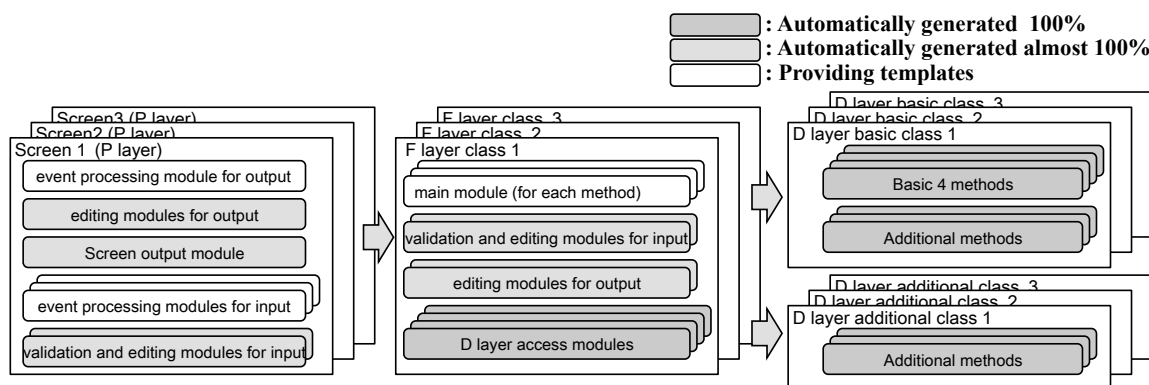 : Automatically generated 100%
: Automatically generated almost 100%
: Providing templates
Screen3 (P layer)
Screen2 (P layer)
Screen 1 (P layer)
event processing module for output
editing modules for output
Screen output module
event processing modules for input
validation and editing modules for input
F layer class 3
F layer class 2
F layer class 1
main module (for each method)
validation and editing modules for input
editing modules for output
D layer access modules
D layer basic class 3
D layer basic class 2
D layer basic class 1
Basic 4 methods
Additional methods
D layer additional class 3
D layer additional class 2
D layer additional class 1
Additional methods